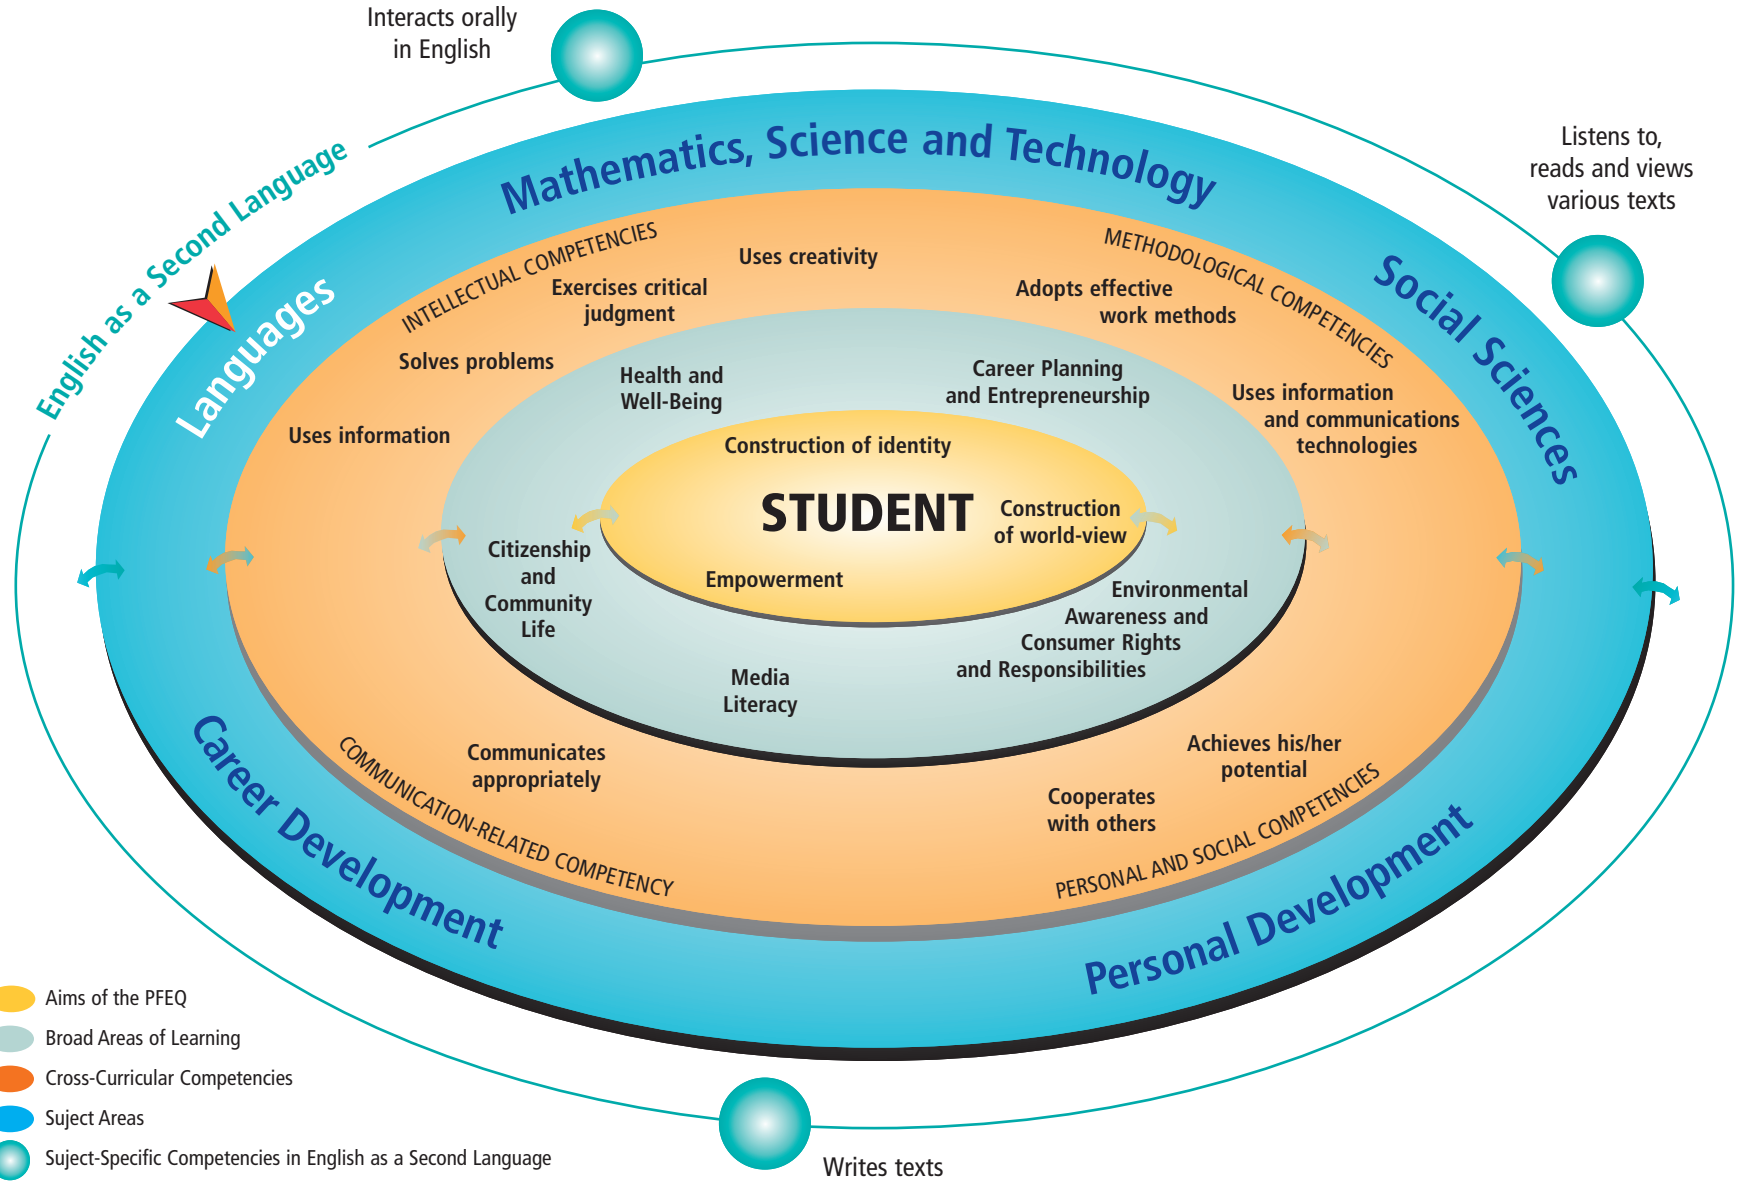 Interacts orally
in English
Listens to,
reads and views
various texts
English as a Second Language
Mathematics, Science and Technology
Languages
Social Sciences
INTELLECTUAL COMPETENCIES
METHODOLOGICAL COMPETENCIES
Uses creativity
Exercises critical
judgment
Adopts effective
work methods
Solves problems
Uses information
Uses information
and communications
technologies
Health and
Well-Being
Career Planning
and Entrepreneurship
Construction of identity
STUDENT
Construction
of world-view
Empowerment
Citizenship
and
Community
Life
Environmental
Awareness and
Consumer Rights
and Responsibilities
Media
Literacy
Communicates
appropriately
Achieves his/her
potential
Cooperates
with others
COMMUNICATION-RELATED COMPETENCY
PERSONAL AND SOCIAL COMPETENCIES
Career Development
Personal Development
Aims of the PFEQ
Broad Areas of Learning
Cross-Curricular Competencies
Suject Areas
Suject-Specific Competencies in English as a Second Language
Writes texts